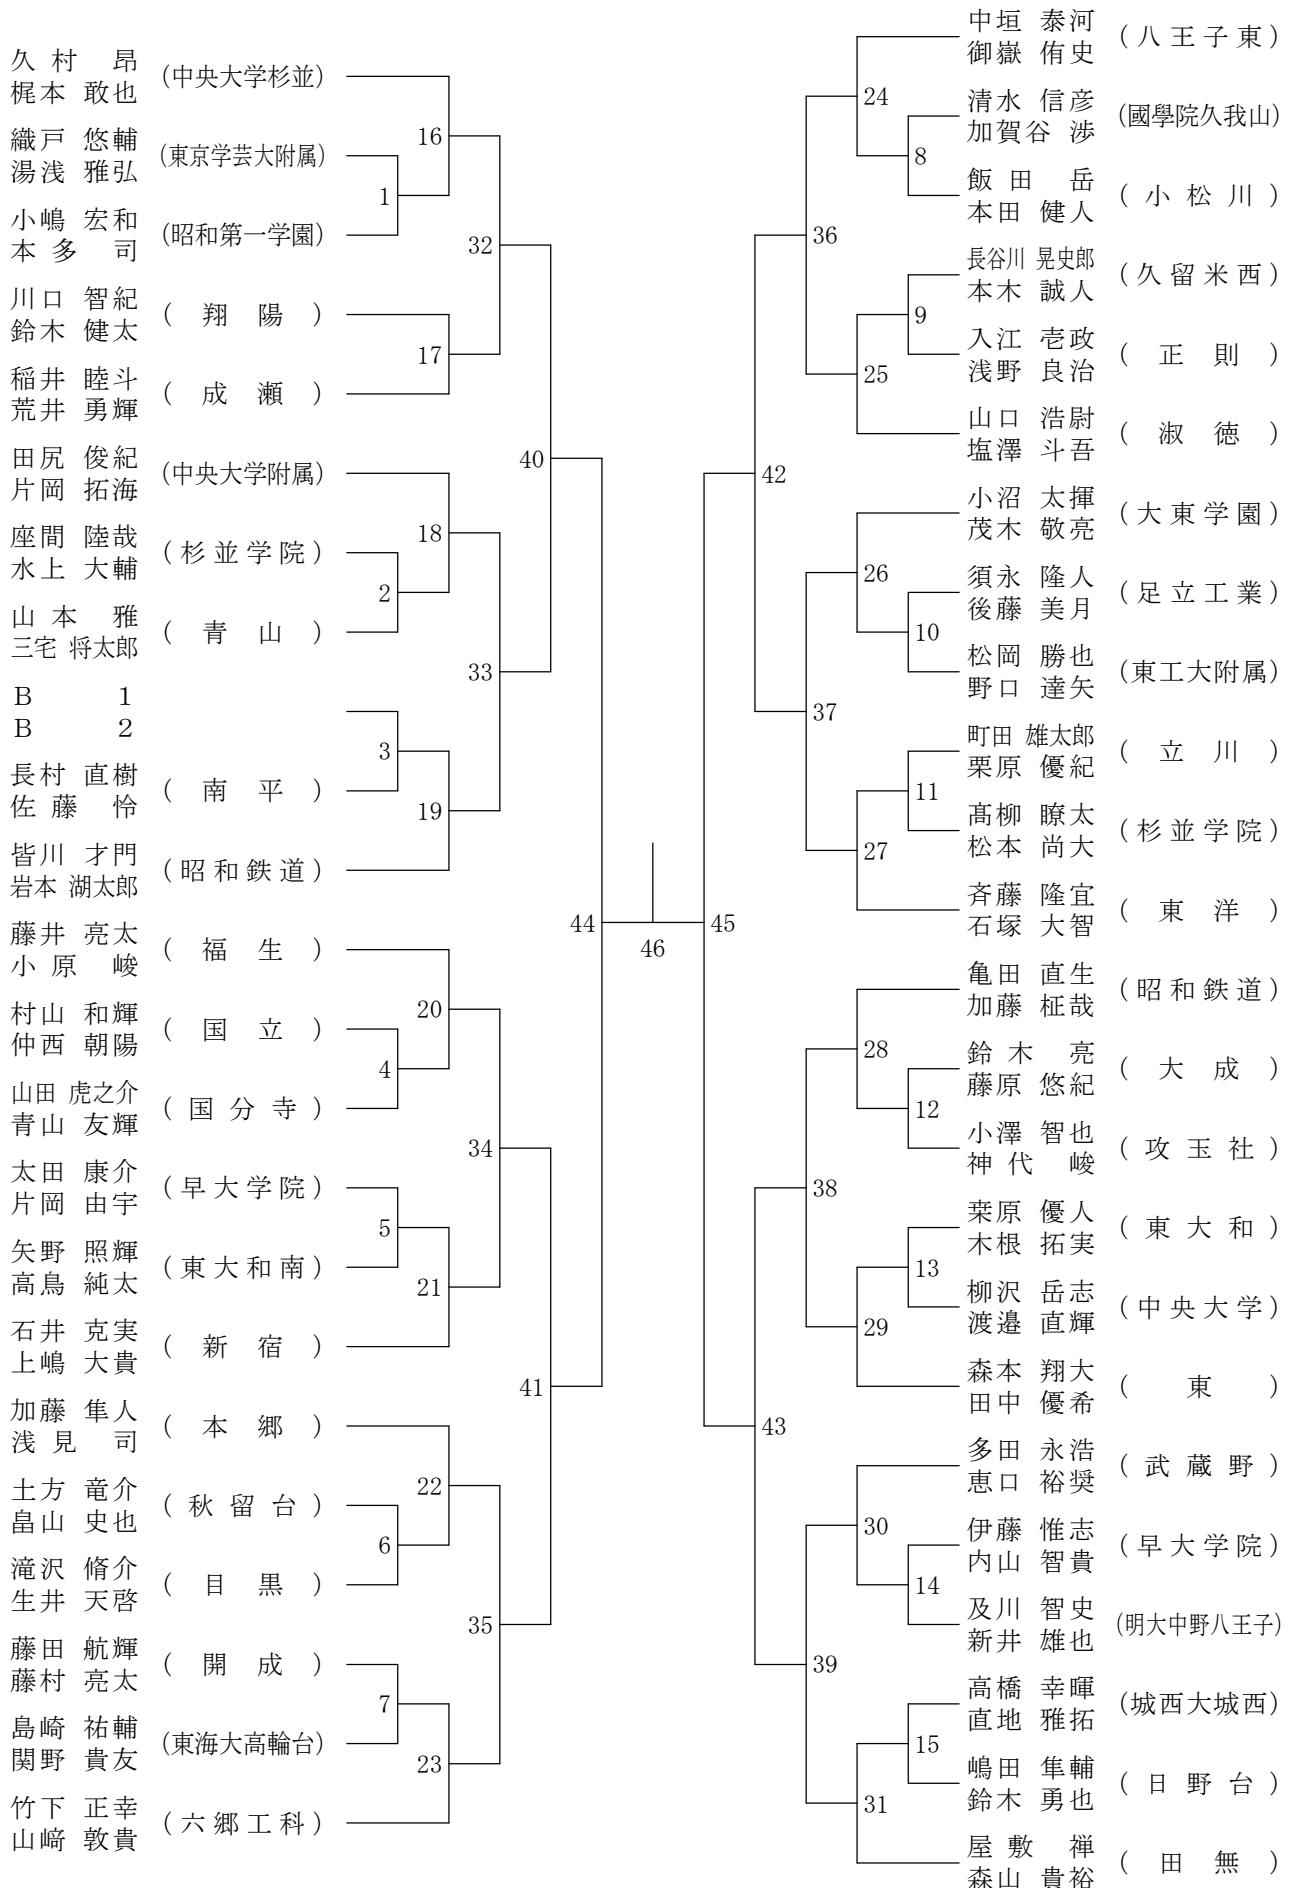 久村 昂
梶本 敢也
(中央大学杉並)
織戸 悠輔
湯浅 雅弘
(東京学芸大附属)
小嶋 宏和
本多 司
(昭和第一学園)
川口 智紀
鈴木 健太
(翔陽)
稲井 睦斗
荒井 勇輝
(成瀬)
田尻 俊紀
片岡 拓海
(中央大学附属)
座間 陸哉
水上 大輔
(杉並学院)
山本 雅
三宅 将太郎
(青山)
B 1
B 2
長村 直樹
佐藤 怜
(南平)
皆川 才門
岩本 湖太郎
(昭和鉄道)
藤井 亮太
小原 峻
(福生)
村山 和輝
仲西 朝陽
(国立)
山田 虎之介
青山 友輝
(国分寺)
太田 康介
片岡 由宇
(早大学院)
矢野 照輝
高鳥 純太
(東大和南)
石井 克実
上嶋 大貴
(新宿)
加藤 隼人
浅見 司
(本郷)
土方 竜介
畠山 史也
(秋留台)
滝沢 脩介
生井 天啓
(目黒)
藤田 航輝
藤村 亮太
(開成)
島崎 祐輔
関野 貴友
(東海大高輪台)
竹下 正幸
山﨑 敦貴
(六郷工科)
1
2
3
4
5
6
7
16
17
18
19
20
21
22
23
32
33
34
35
40
41
44
46
45
42
43
36
37
38
39
24
25
26
27
28
29
30
31
8
9
10
11
12
13
14
15
中垣 泰河
御嶽 侑史
(八王子東)
清水 信彦
加賀谷 渉
(國學院久我山)
飯田 岳
本田 健人
(小松川)
長谷川 晃史郎
本木 誠人
(久留米西)
入江 壱政
浅野 良治
(正則)
山口 浩尉
塩澤 斗吾
(淑徳)
小沼 太揮
茂木 敬亮
(大東学園)
須永 隆人
後藤 美月
(足立工業)
松岡 勝也
野口 達矢
(東工大附属)
町田 雄太郎
栗原 優紀
(立川)
髙柳 瞭太
松本 尚大
(杉並学院)
斉藤 隆宜
石塚 大智
(東洋)
亀田 直生
加藤 柾哉
(昭和鉄道)
鈴木 亮
藤原 悠紀
(大成)
小澤 智也
神代 峻
(攻玉社)
桒原 優人
木根 拓実
(東大和)
柳沢 岳志
渡邉 直輝
(中央大学)
森本 翔大
田中 優希
(東)
多田 永浩
恵口 裕奨
(武蔵野)
伊藤 惟志
内山 智貴
(早大学院)
及川 智史
新井 雄也
(明大中野八王子)
高橋 幸暉
直地 雅拓
(城西大城西)
嶋田 隼輔
鈴木 勇也
(日野台)
屋敷 禅
森山 貴裕
(田無)